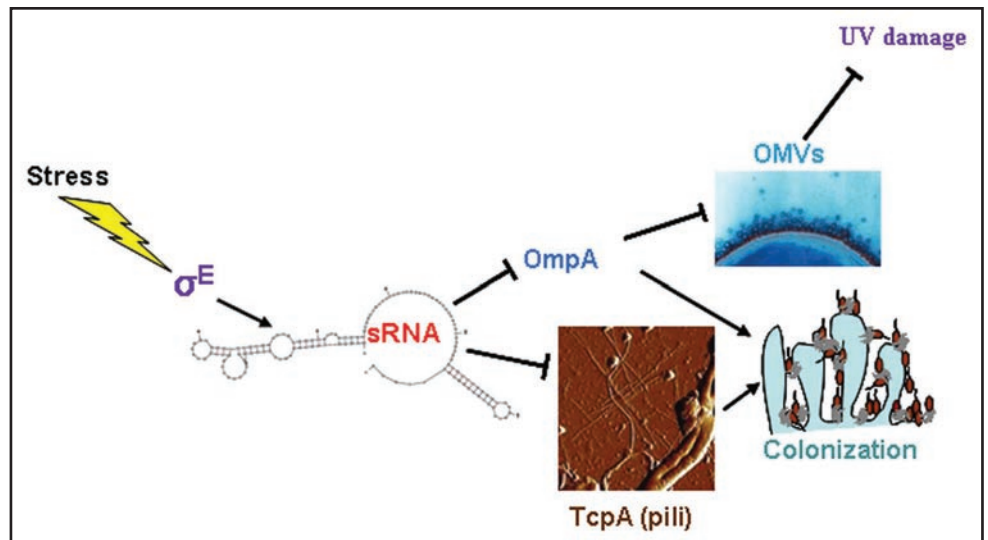 UV damage
Stress
OMVs
σE
OmpA
sRNA
TcpA (pili)
Colonization